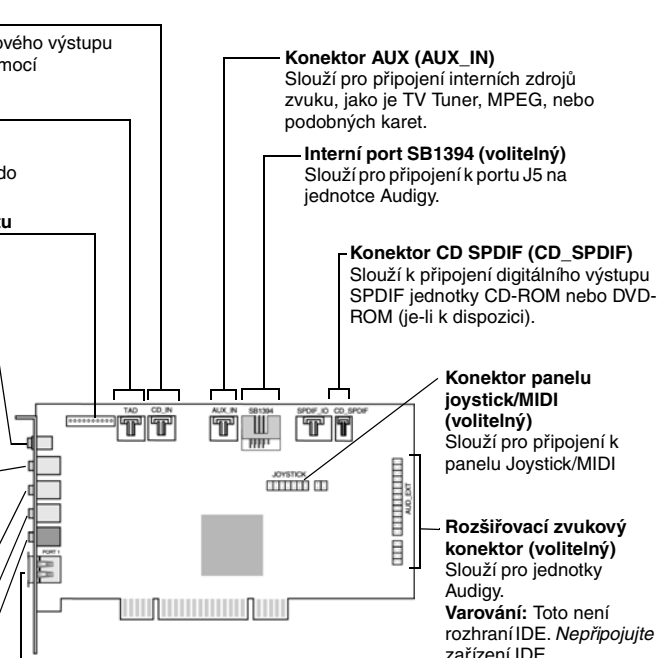 ového výstupu
mocí
do
tu
Konektor AUX (AUX_IN)
Slouží pro připojení interních zdrojů
zvuku, jako je TV Tuner, MPEG, nebo
podobných karet.
Interní port SB1394 (volitelný)
Slouží pro připojení k portu J5 na
jednotce Audigy.
Konektor CD SPDIF (CD_SPDIF)
Slouží k připojení digitálního výstupu
SPDIF jednotky CD-ROM nebo DVD-
ROM (je-li k dispozici).
Konektor panelu
joystick/MIDI
(volitelný)
Slouží pro připojení k
panelu Joystick/MIDI
Rozšiřovací zvukový
konektor (volitelný)
Slouží pro jednotky
Audigy.
Varování: Toto není
rozhraní IDE. Nepřipojujte
zařízení IDE
TAD CD_IN AUX_IN SB1394 SPDIF_IO CD_SPDIF
JOYSTICK
AUD_EXT
PORT 1